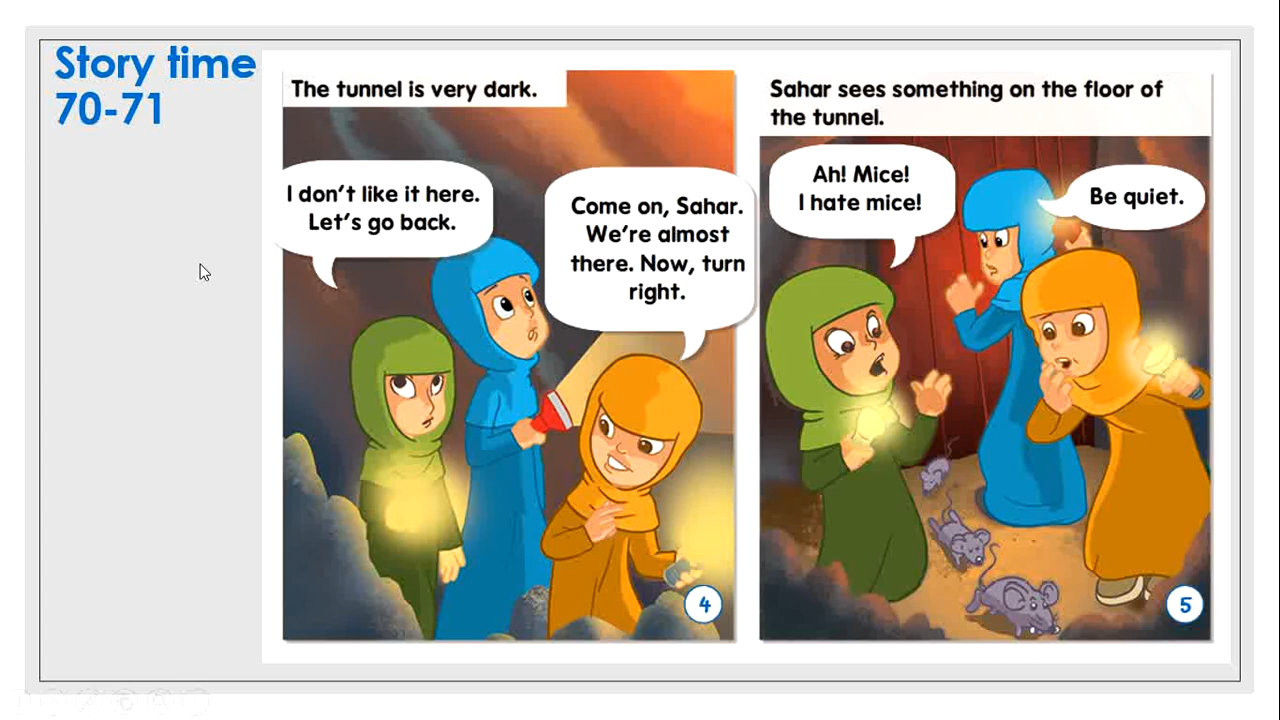 Story time
70-71
The tunnel is very dark.
I don't like it here.
Let's go back.
Come on, Sahar.
We're almost
there. Now, turn
right.
4
Sahar sees something on the floor of
the tunnel.
Ah! Mice!
I hate mice!
Be quiet.
5